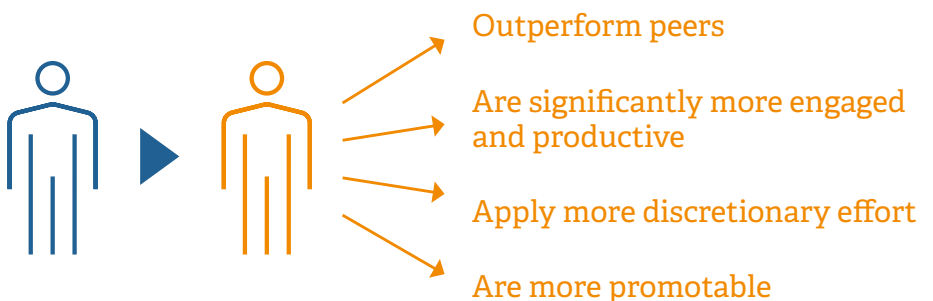 Outperform peers
Are significantly more engaged
and productive
Apply more discretionary effort
Are more promotable